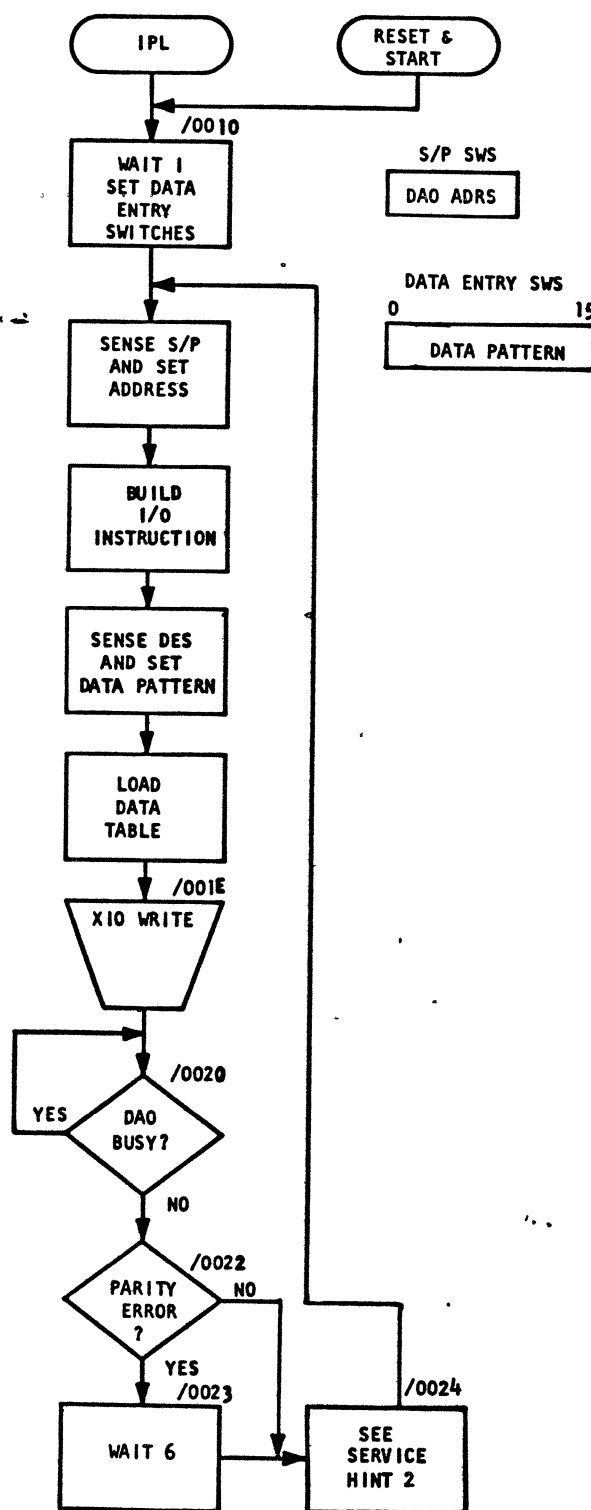 IPL
RESET &
START
/0010
WAIT 1
SET DATA
ENTRY
SWITCHES
S/P SWS
DAO ADRS
DATA ENTRY SWS
0 15
DATA PATTERN
SENSE S/P
AND SET
ADDRESS
BUILD
I/O
INSTRUCTION
SENSE DES
AND SET
DATA PATTERN
LOAD
DATA
TABLE
/001E
XIO WRITE
/0020
YES
DAO
BUSY?
NO
/0022
PARITY
ERROR
?
NO
YES
/0023
WAIT 6
/0024
SEE
SERVICE
HINT 2